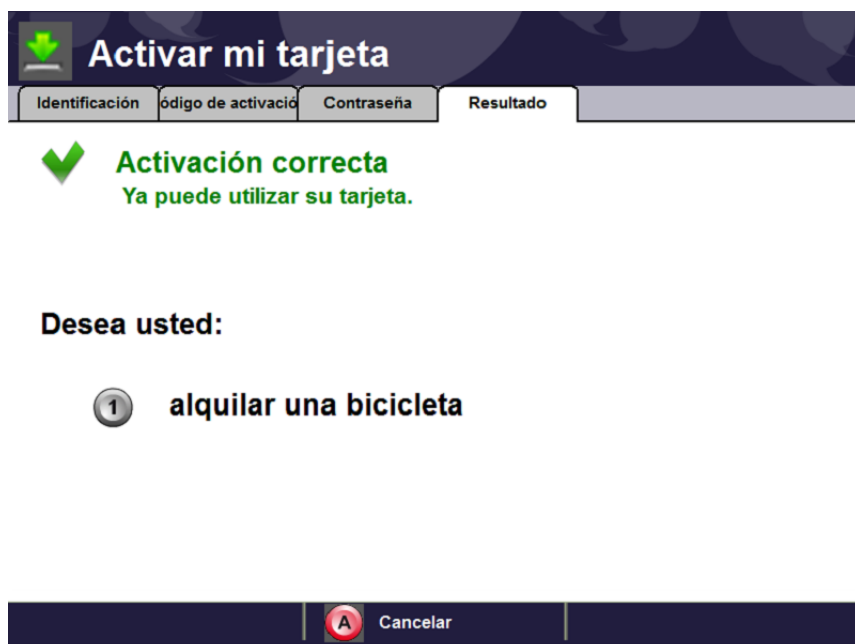 Activar mi tarjeta
Identificación ódigo de activació Contraseña Resultado
Activación correcta
Ya puede utilizar su tarjeta.
Desea usted:
1 alquilar una bicicleta
A Cancelar